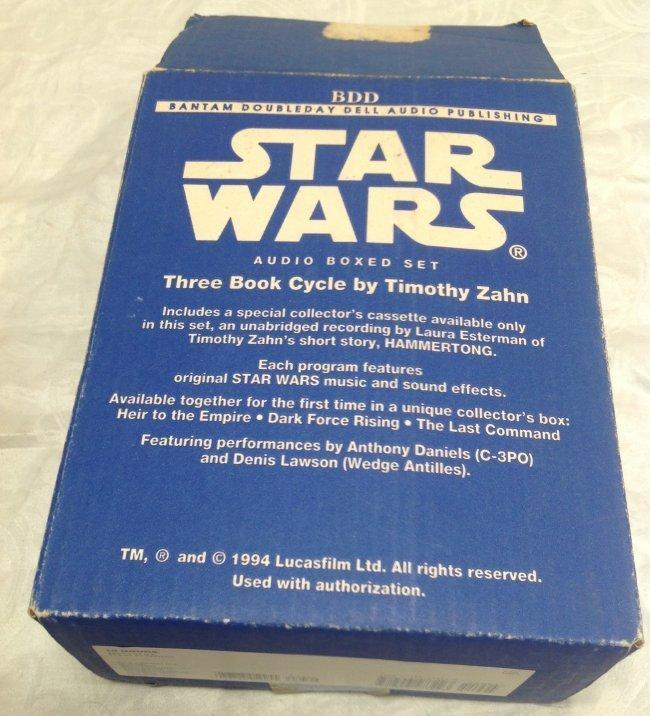 BDD
BANTAM DOUBLEDAY DELL AUDIO PUBLISHING
STAR
WARS®
AUDIO BOXED SET
Three Book Cycle by Timothy Zahn
Includes a special collector's cassette available only
in this set, an unabridged recording by Laura Esterman of
Timothy Zahn's short story, HAMMERTONG.
Each program features
original STAR WARS music and sound effects.
Available together for the first time in a unique collector's box:
Heir to the Empire • Dark Force Rising • The Last Command
Featuring performances by Anthony Daniels (C-3PO)
and Denis Lawson (Wedge Antilles).
TM, ® and © 1994 Lucasfilm Ltd. All rights reserved.
Used with authorization.